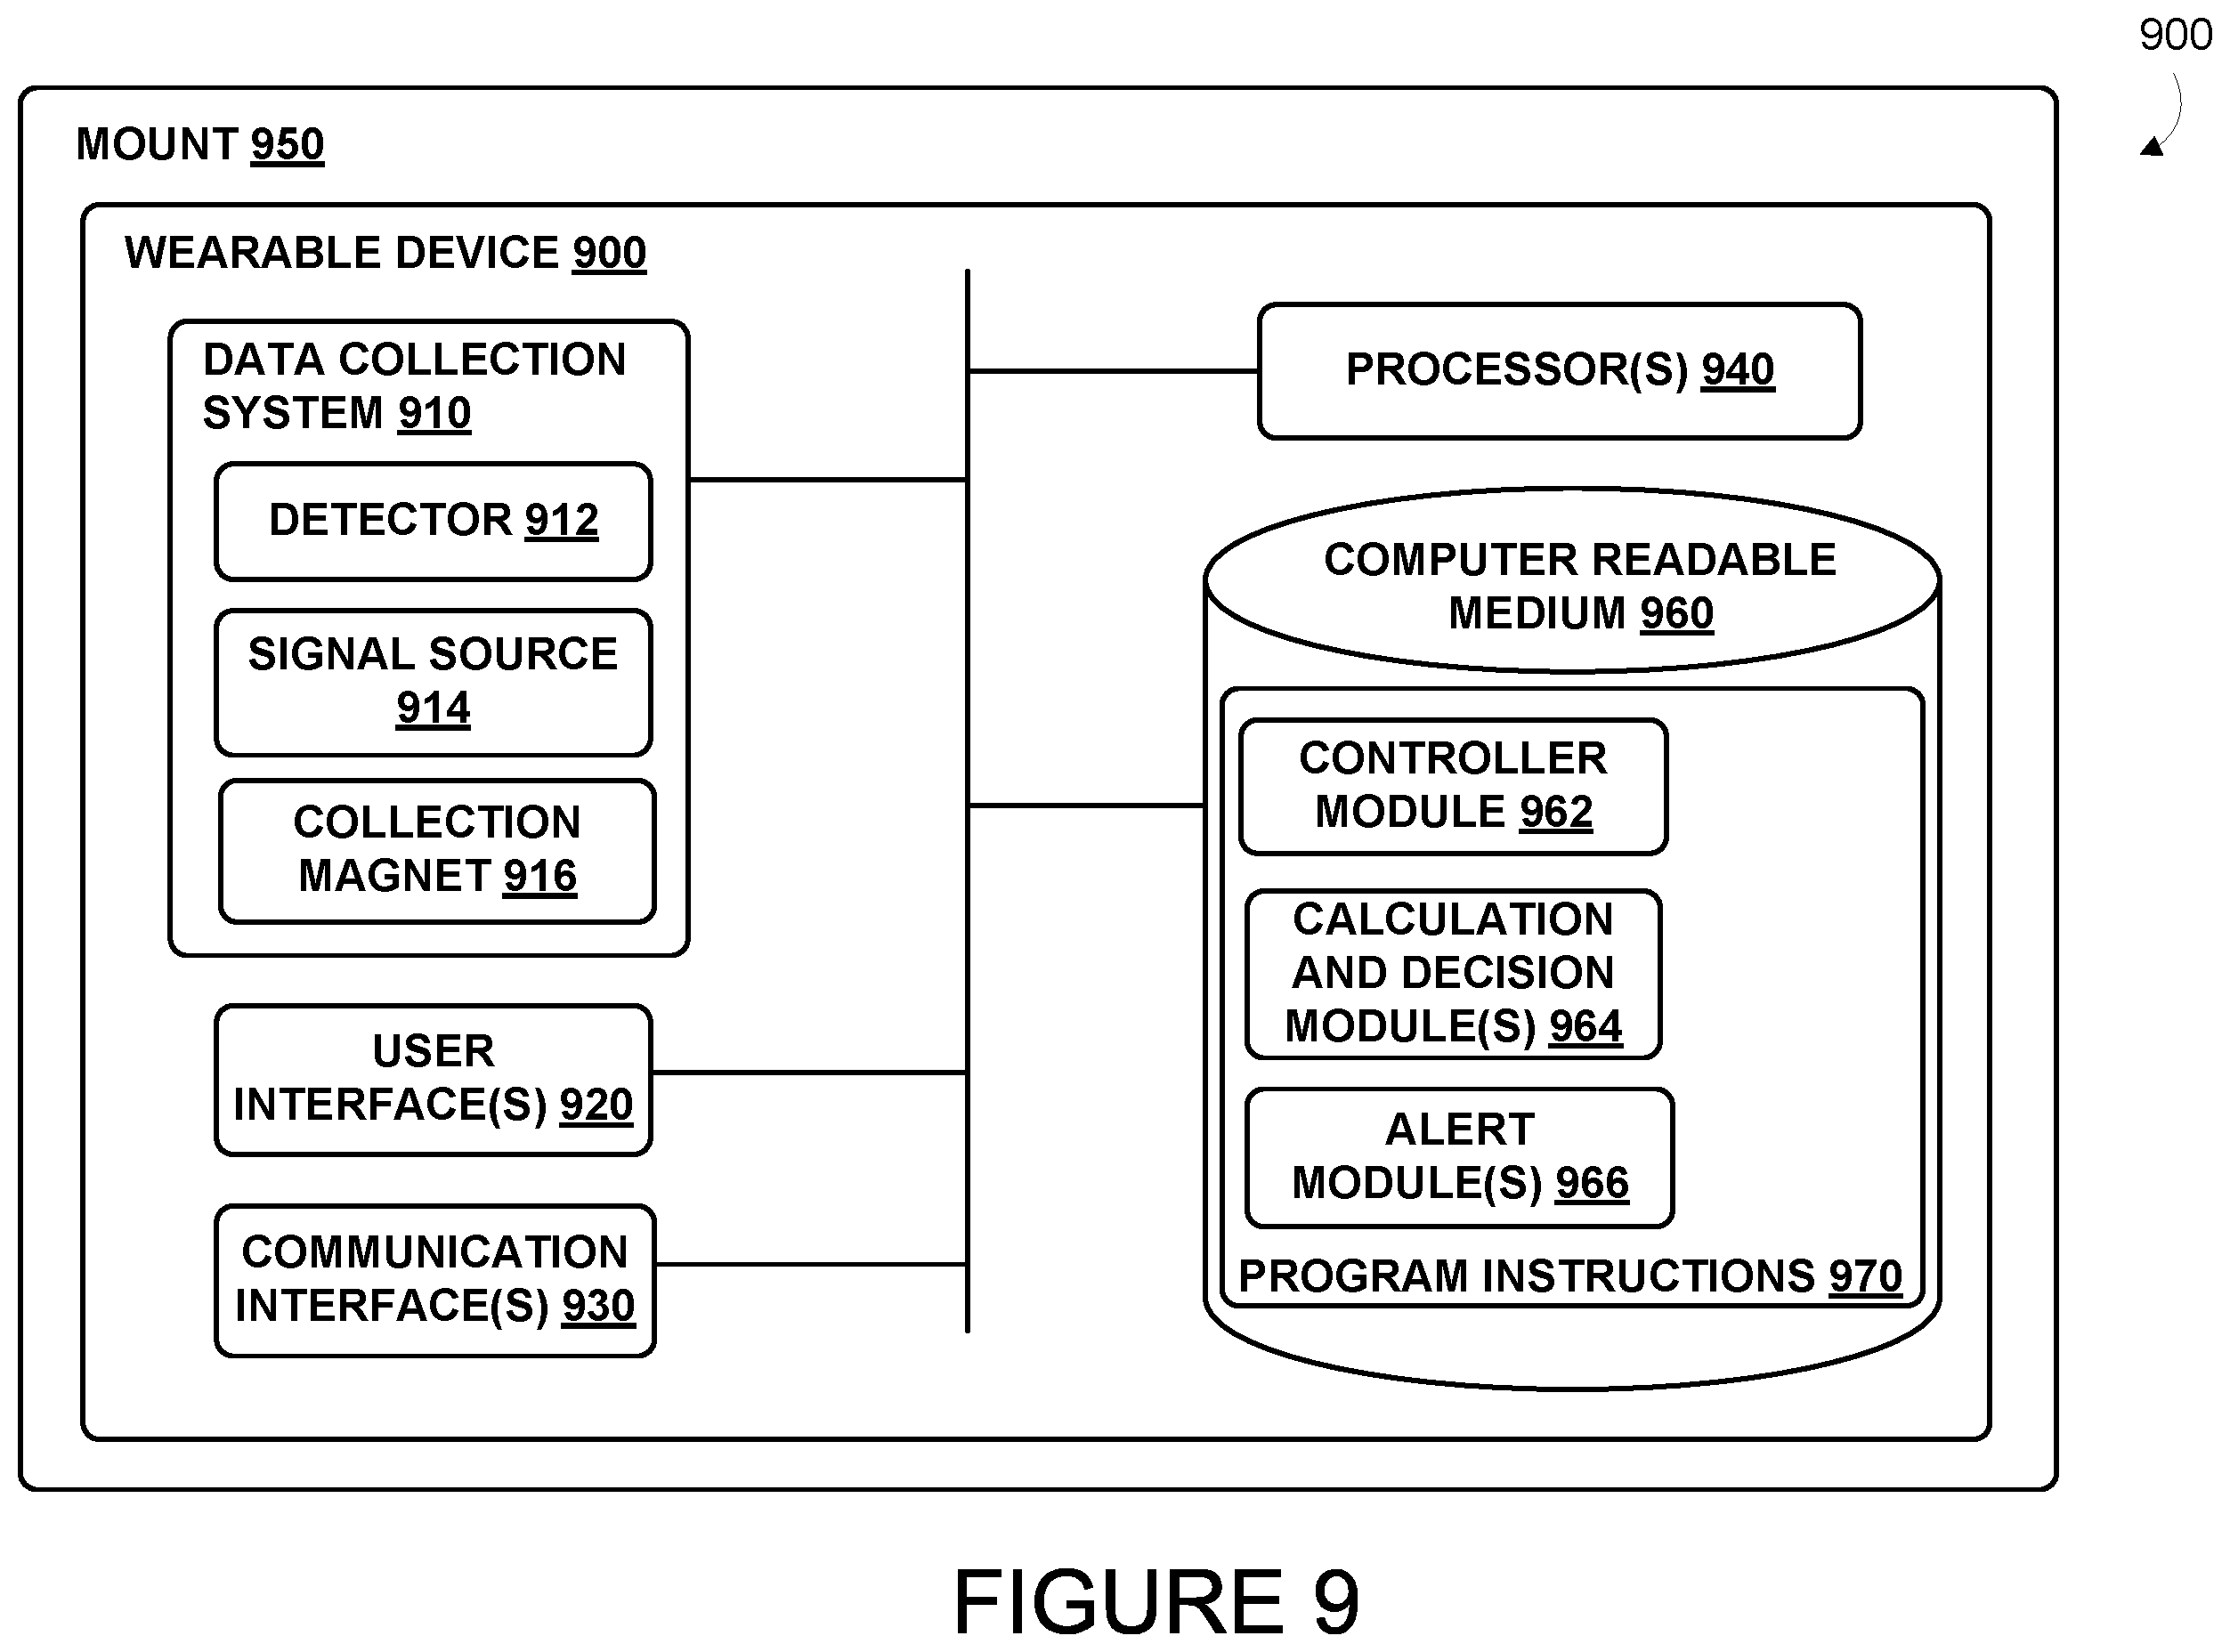 900
MOUNT 950
WEARABLE DEVICE 900
DATA COLLECTION
SYSTEM 910
DETECTOR 912
SIGNAL SOURCE
914
COLLECTION
MAGNET 916
USER
INTERFACE(S) 920
COMMUNICATION
INTERFACE(S) 930
PROCESSOR(S) 940
COMPUTER READABLE
MEDIUM 960
CONTROLLER
MODULE 962
CALCULATION
AND DECISION
MODULE(S) 964
ALERT
MODULE(S) 966
PROGRAM INSTRUCTIONS 970
FIGURE 9